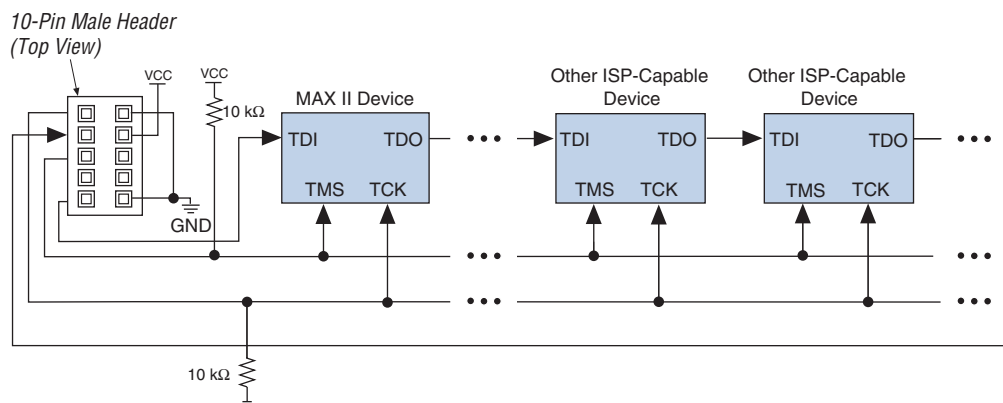 10-Pin Male Header
(Top View)
VCC
VCC
10 kΩ
MAX II Device
Other ISP-Capable
Device
Other ISP-Capable
Device
TDI
TDO
TMS
TCK
TDI
TDO
TMS
TCK
TDI
TDO
TMS
TCK
GND
10 kΩ